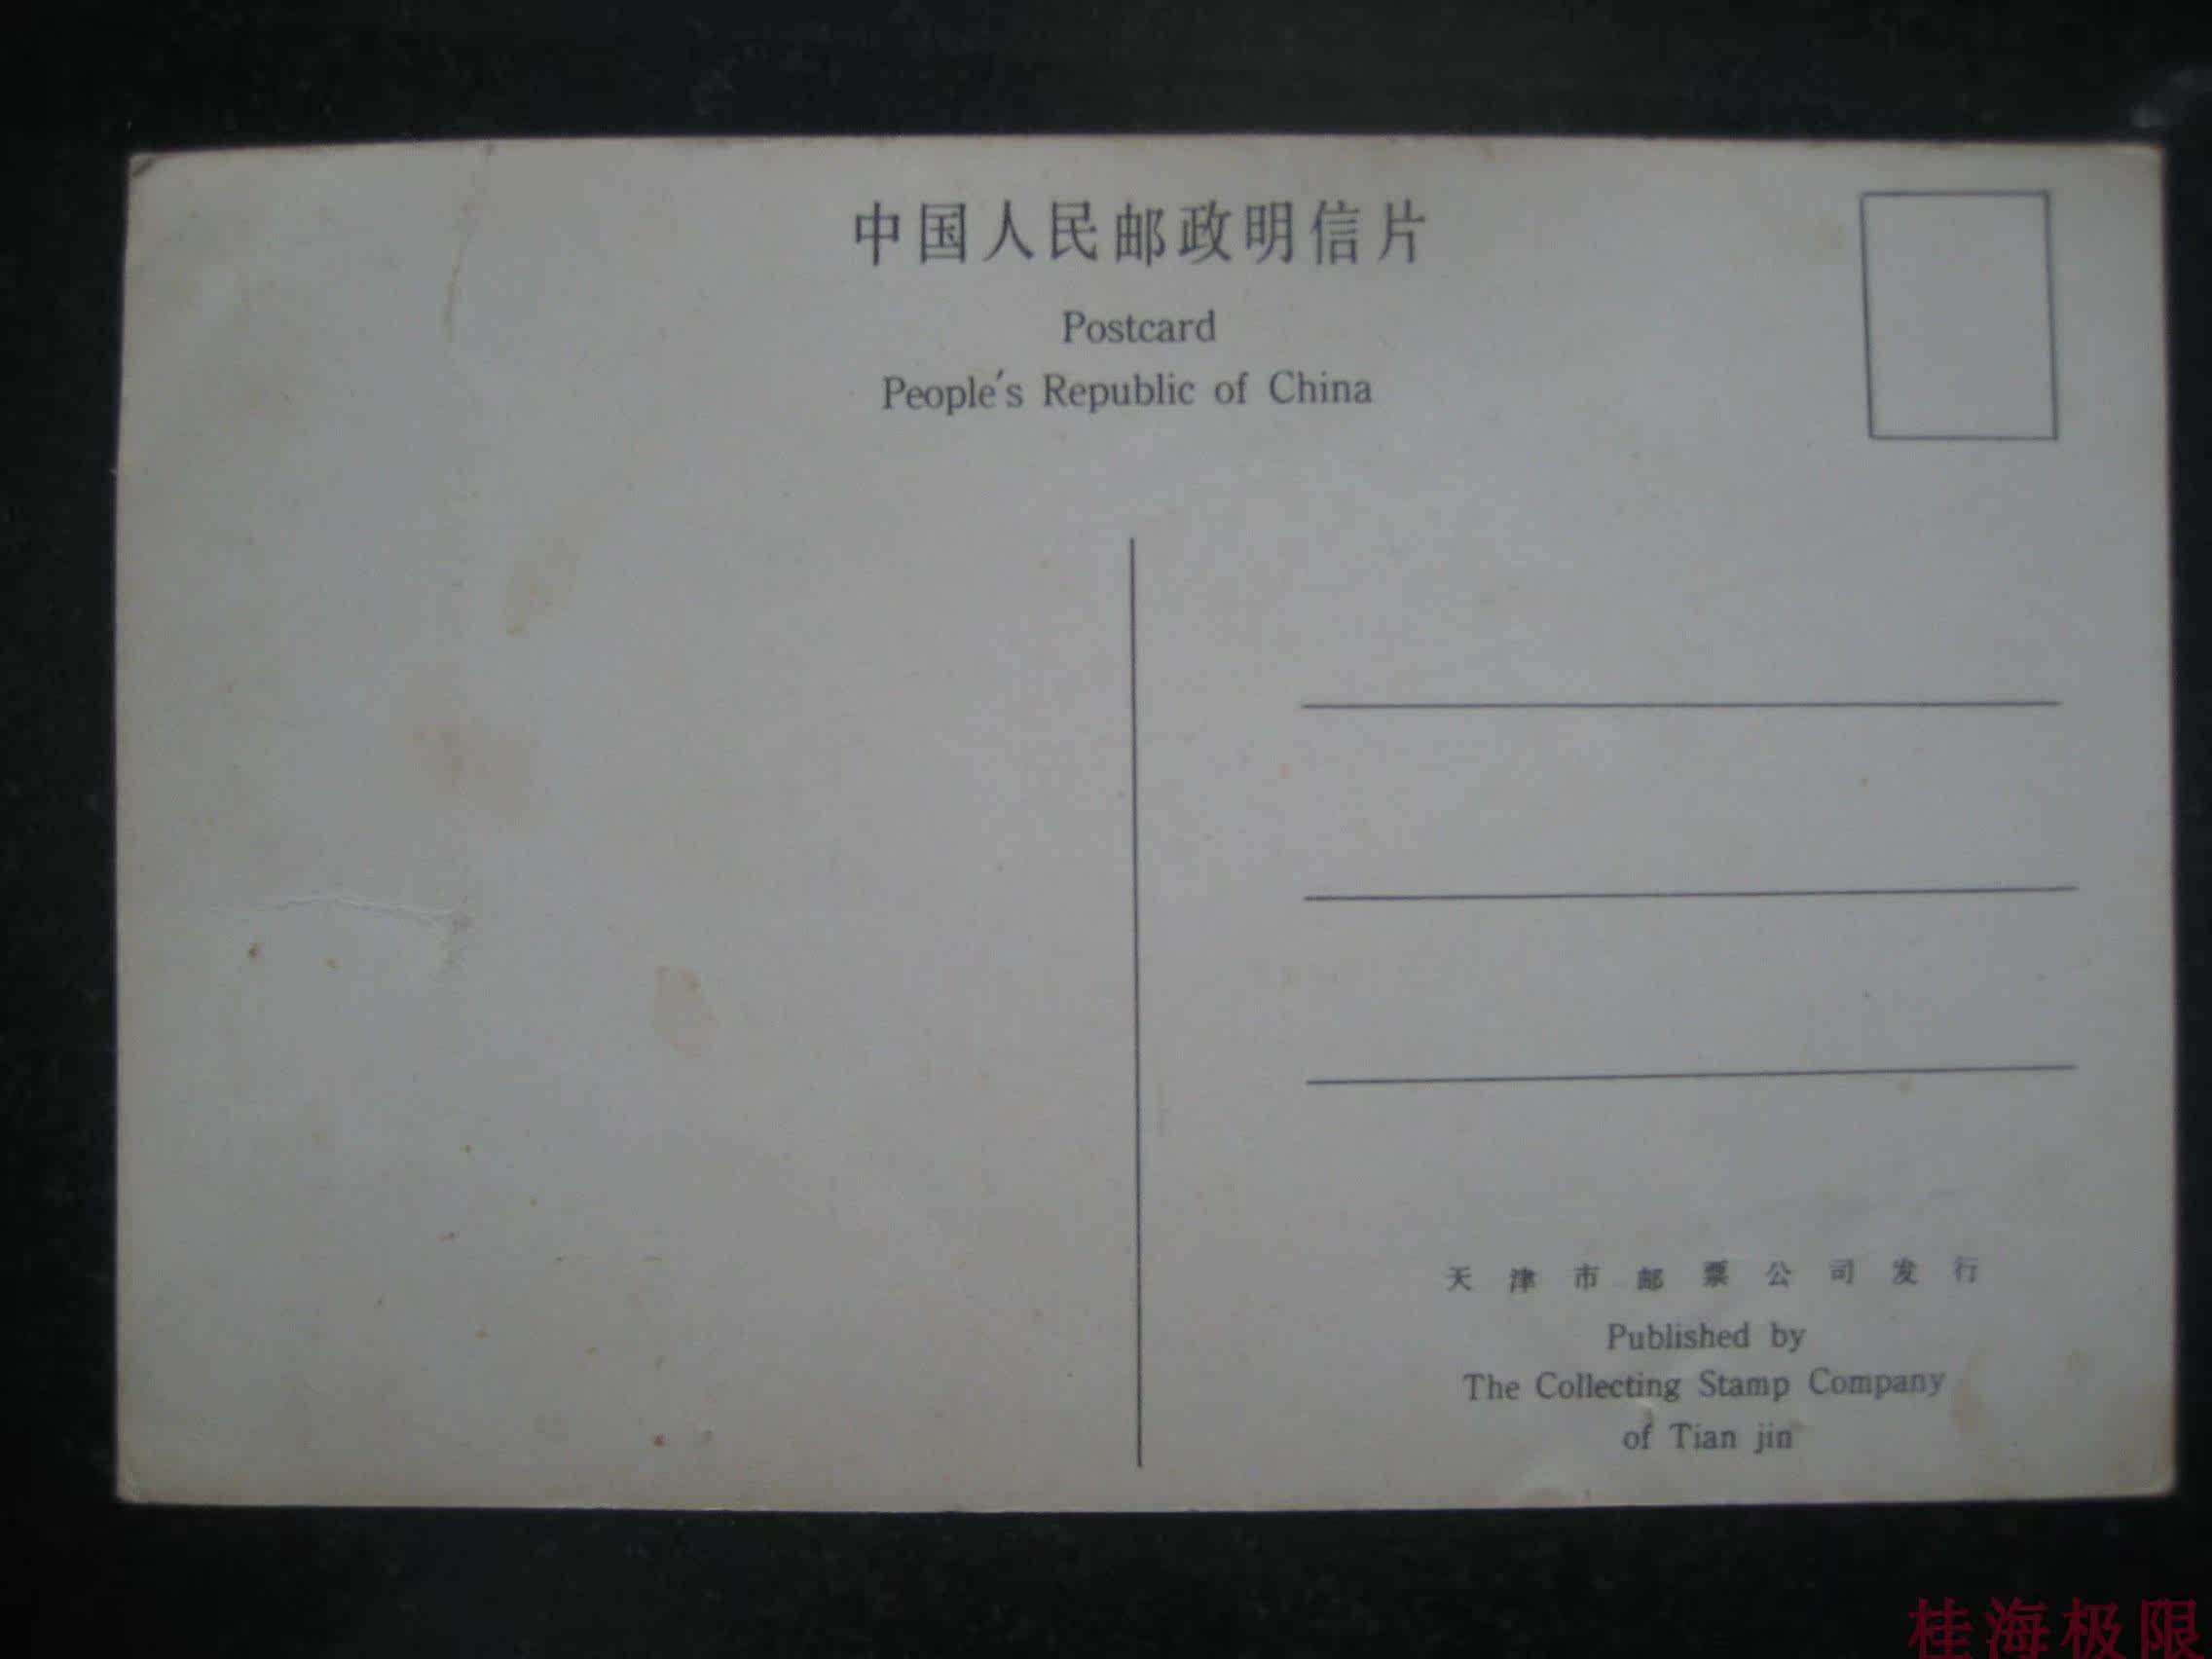 中国人民邮政明信片
Postcard
People's Republic of China
天津市邮票公司发行
Published by
The Collecting Stamp Company
of Tian jin
桂海极限